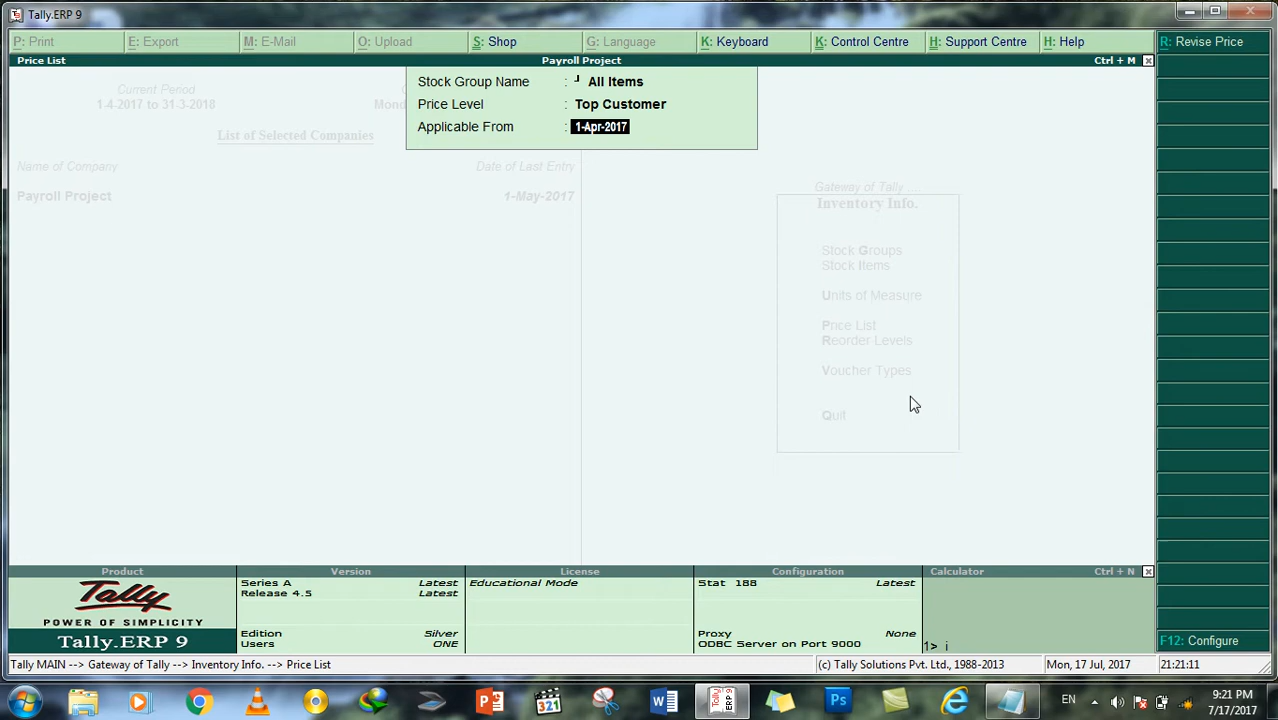 Tally.ERP 9
P: Print
E: Export
M: E-Mail
O: Upload
S: Shop
G: Language
K: Keyboard
K: Control Centre
H: Support Centre
H: Help
R: Revise Price
Price List
Payroll Project
Ctrl + M
Stock Group Name : All Items
Price Level : Top Customer
Applicable From : 1-Apr-2017
Current Period
1-4-2017 to 31-3-2018
Mond
List of Selected Companies
Name of Company
Date of Last Entry
Payroll Project
1-May-2017
Gateway of Tally .....
Inventory Info.
Stock Groups
Stock Items
Units of Measure
Price List
Reorder Levels
Voucher Types
Quit
Product
Tally
POWER OF SIMPLICITY
Tally.ERP 9
Version
Series A Latest
Release 4.5 Latest
Edition Silver
Users ONE
License
Educational Mode
Configuration
Stat 188 Latest
Proxy None
ODBC Server on Port 9000
Calculator
Ctrl + N
1> i
F12: Configure
Tally MAIN --> Gateway of Tally --> Inventory Info. --> Price List
(c) Tally Solutions Pvt. Ltd., 1988-2013
Mon, 17 Jul, 2017
21:21:11
321
EN
9:21 PM
7/17/2017